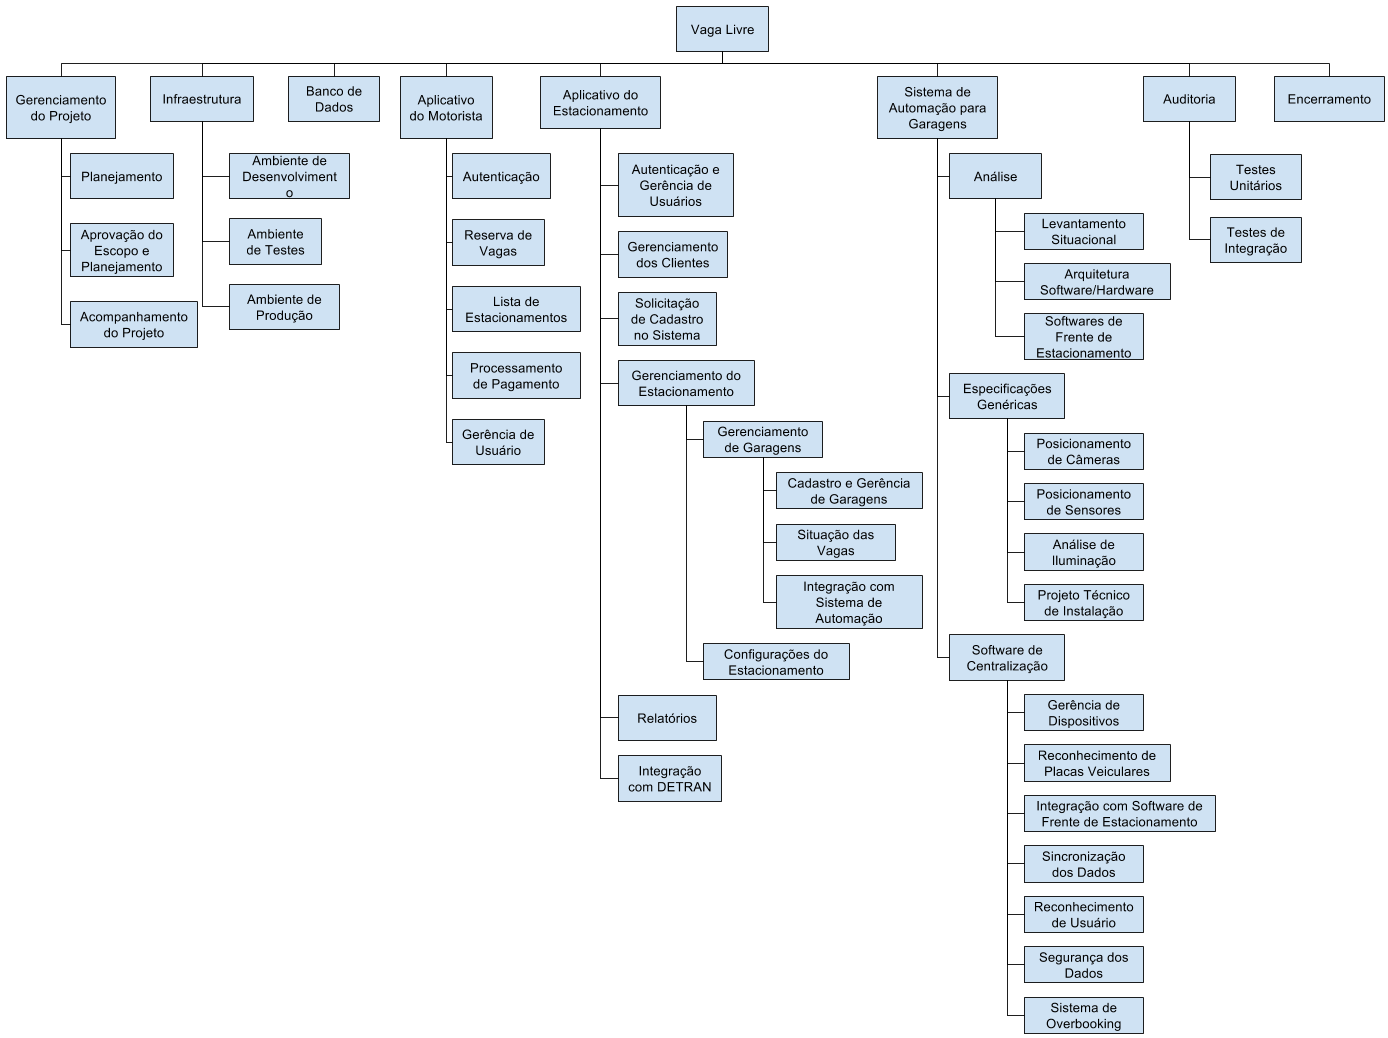 Vaga Livre
Gerenciamento
do Projeto
Infraestrutura
Banco de
Dados
Aplicativo
do Motorista
Aplicativo do
Estacionamento
Sistema de
Automação para
Garagens
Auditoria
Encerramento
Planejamento
Aprovação do
Escopo e
Planejamento
Acompanhamento
do Projeto
Ambiente de
Desenvolviment
o
Ambiente
de Testes
Ambiente de
Produção
Autenticação
Reserva de
Vagas
Lista de
Estacionamentos
Processamento
de Pagamento
Gerência de
Usuário
Autenticação e
Gerência de
Usuários
Gerenciamento
dos Clientes
Solicitação
de Cadastro
no Sistema
Gerenciamento do
Estacionamento
Gerenciamento
de Garagens
Cadastro e Gerência
de Garagens
Situação das
Vagas
Integração com
Sistema de
Automação
Configurações do
Estacionamento
Relatórios
Integração
com DETRAN
Análise
Levantamento
Situacional
Arquitetura
Software/Hardware
Softwares de
Frente de
Estacionamento
Especificações
Genéricas
Posicionamento
de Câmeras
Posicionamento
de Sensores
Análise de
Iluminação
Projeto Técnico
de Instalação
Software de
Centralização
Gerência de
Dispositivos
Reconhecimento de
Placas Veiculares
Integração com Software de
Frente de Estacionamento
Sincronização
dos Dados
Reconhecimento
de Usuário
Segurança dos
Dados
Sistema de
Overbooking
Testes
Unitários
Testes de
Integração